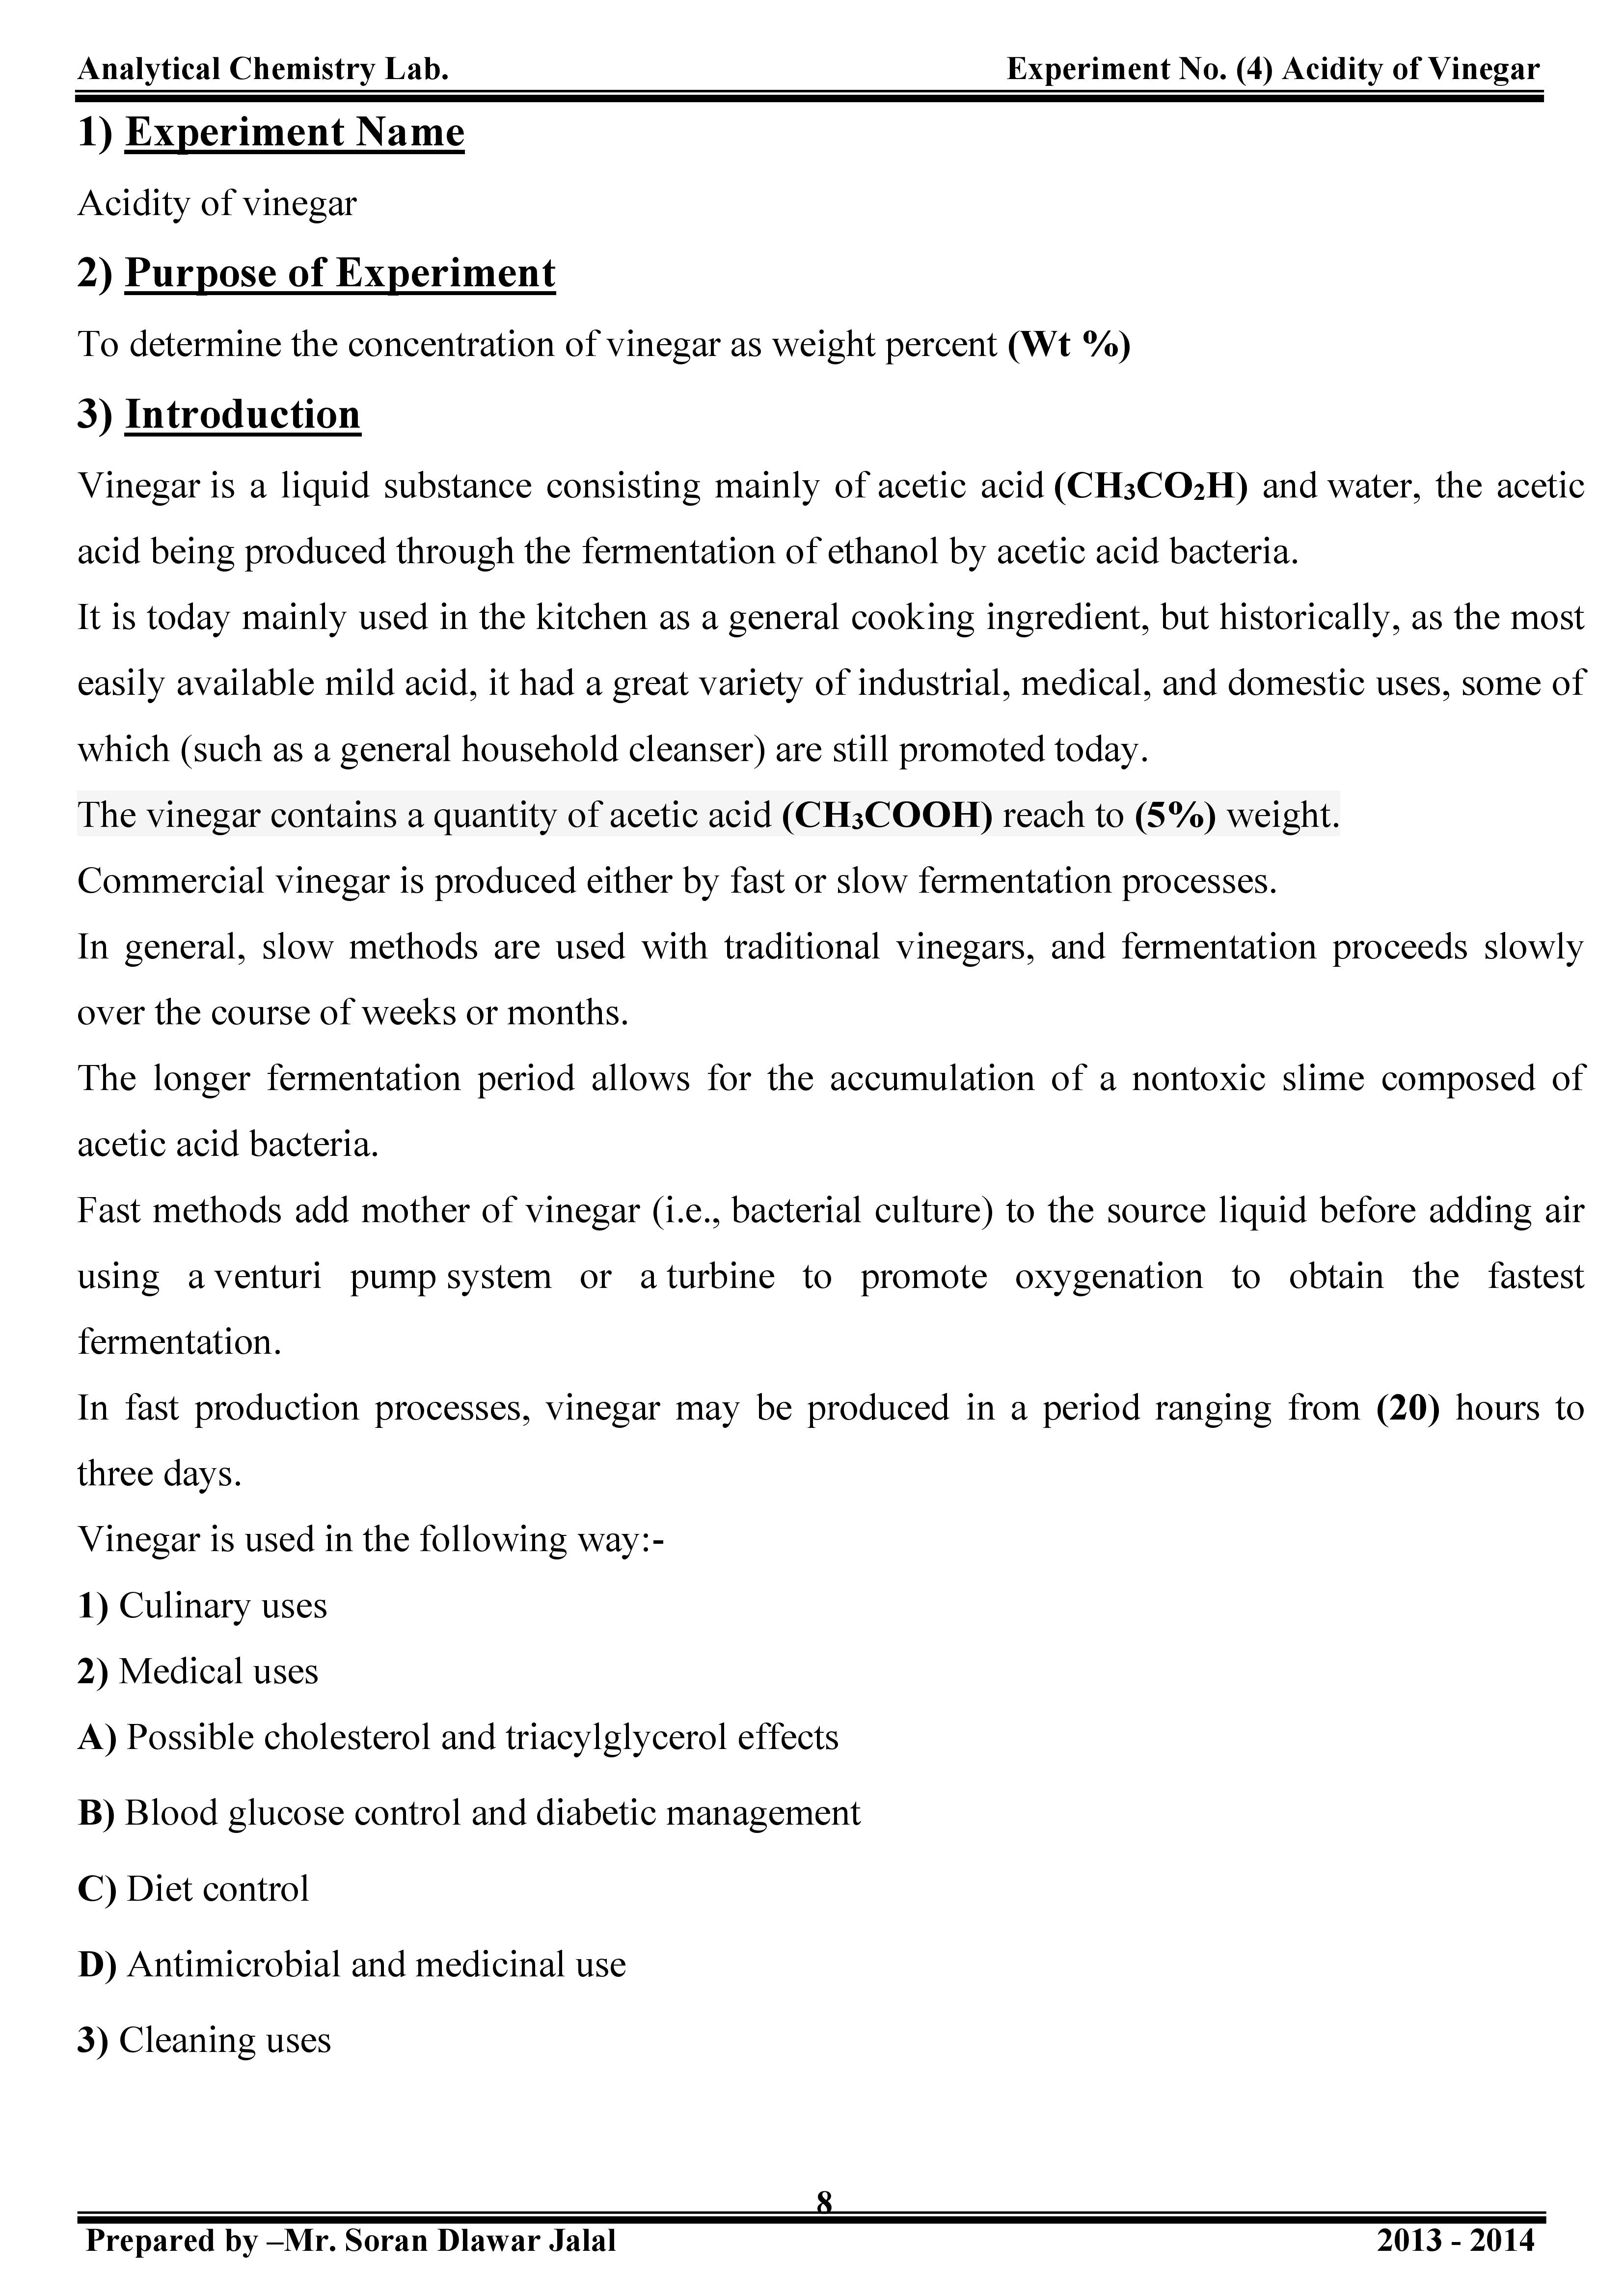 Analytical Chemistry Lab. Experiment No. (4) Acidity of Vinegar
1) Experiment Name
Acidity of vinegar
2) Purpose of Experiment
To determine the concentration of vinegar as weight percent (Wt %)
3) Introduction
Vinegar is a liquid substance consisting mainly of acetic acid (CH₃CO₂H) and water, the acetic
acid being produced through the fermentation of ethanol by acetic acid bacteria.
It is today mainly used in the kitchen as a general cooking ingredient, but historically, as the most
easily available mild acid, it had a great variety of industrial, medical, and domestic uses, some of
which (such as a general household cleanser) are still promoted today.
The vinegar contains a quantity of acetic acid (CH₃COOH) reach to (5%) weight.
Commercial vinegar is produced either by fast or slow fermentation processes.
In general, slow methods are used with traditional vinegars, and fermentation proceeds slowly
over the course of weeks or months.
The longer fermentation period allows for the accumulation of a nontoxic slime composed of
acetic acid bacteria.
Fast methods add mother of vinegar (i.e., bacterial culture) to the source liquid before adding air
using a venturi pump system or a turbine to promote oxygenation to obtain the fastest
fermentation.
In fast production processes, vinegar may be produced in a period ranging from (20) hours to
three days.
Vinegar is used in the following way:-
1) Culinary uses
2) Medical uses
A) Possible cholesterol and triacylglycerol effects
B) Blood glucose control and diabetic management
C) Diet control
D) Antimicrobial and medicinal use
3) Cleaning uses
8
Prepared by –Mr. Soran Dlawar Jalal 2013 - 2014